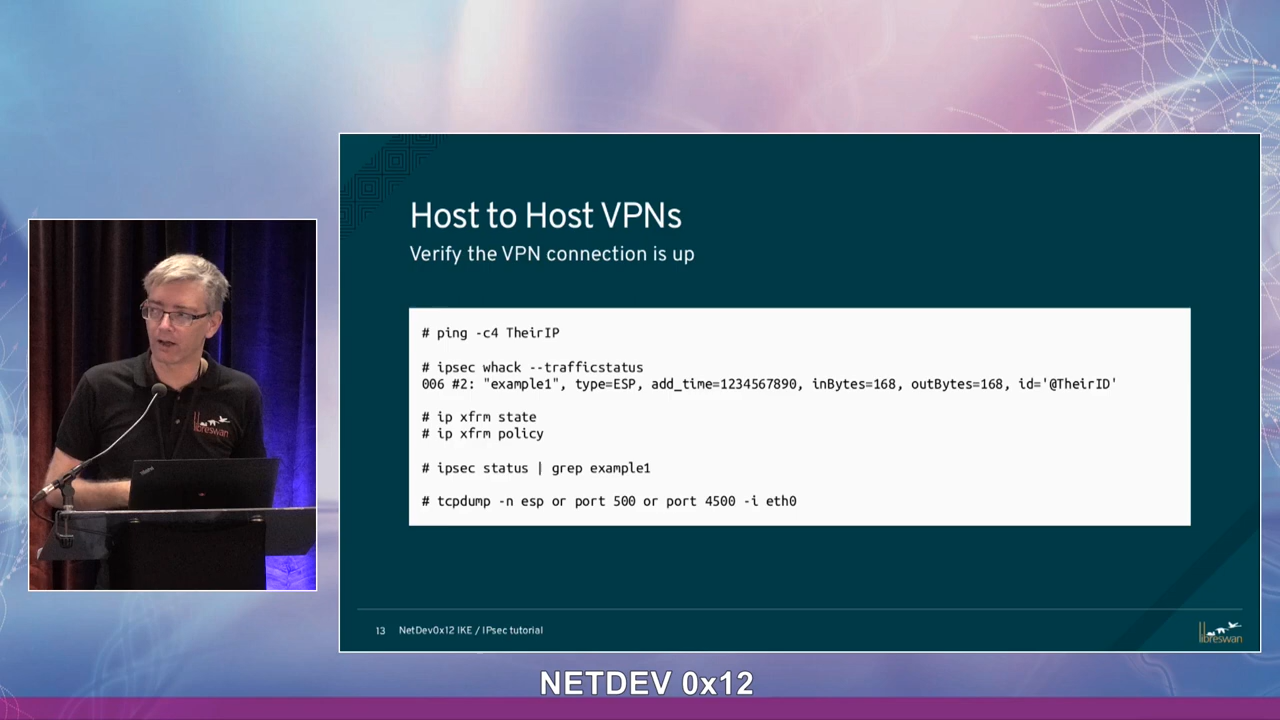 Host to Host VPNs
Verify the VPN connection is up
# ping -c4 TheirIP
# ipsec whack --trafficstatus
006 #2: "example1", type=ESP, add_time=1234567890, inBytes=168, outBytes=168, id='@TheirID'
# ip xfrm state
# ip xfrm policy
# ipsec status | grep example1
# tcpdump -n esp or port 500 or port 4500 -i eth0
13 NetDev0x12 IKE / IPsec tutorial
libreswan
libreswan
NETDEV 0x12